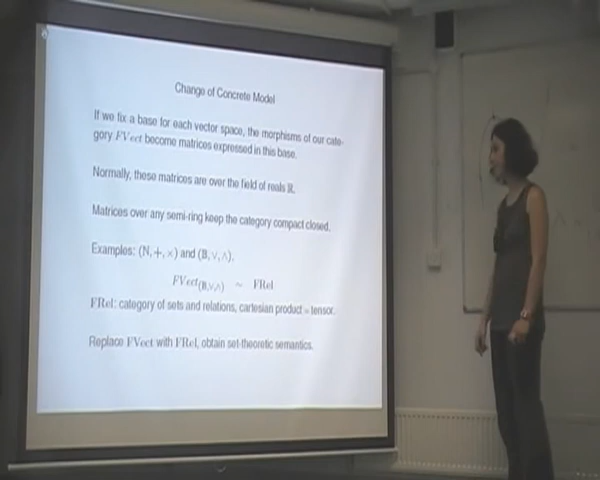 Change of Concrete Model
If we fix a base for each vector space, the morphisms of our cate-
gory FVect become matrices expressed in this base.
Normally, these matrices are over the field of reals ℝ.
Matrices over any semi-ring keep the category compact closed.
Examples: (ℕ, +, ×) and (𝔹, ∨, ∧).
FVect(𝔹,∨,∧) ∼ FRel
FRel: category of sets and relations, cartesian product = tensor.
Replace FVect with FRel, obtain set-theoretic semantics.